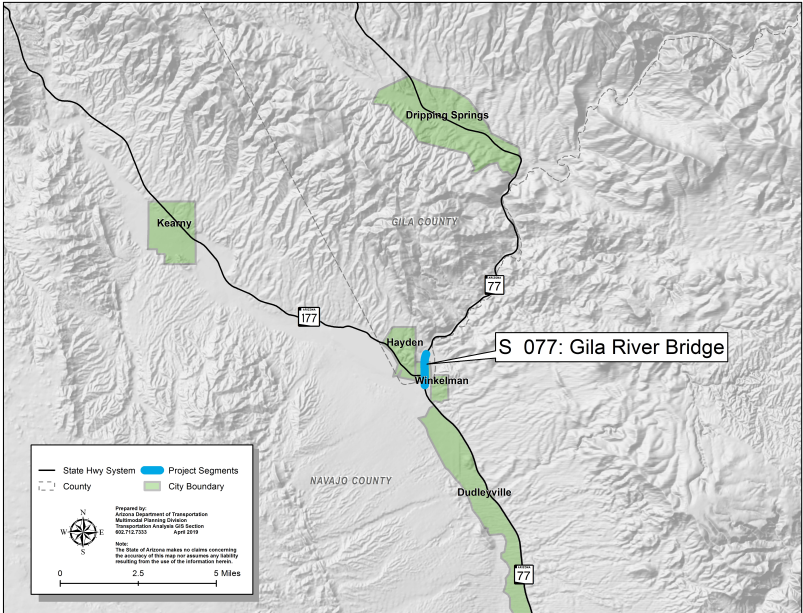 Dripping Springs
Kearny
GILA COUNTY
ARIZONA
77
ARIZONA
177
Hayden
S 077: Gila River Bridge
Winkelman
NAVAJO COUNTY
Dudleyville
ARIZONA
77
State Hwy System
Project Segments
County
City Boundary
N
W E
S
Prepared by:
Arizona Department of Transportation
Multimodal Planning Division
Transportation Analysis GIS Section
602.712.7333 April 2019
Note:
The State of Arizona makes no claims concerning
the accuracy of this map nor assumes any liability
resulting from the use of the information herein.
0 2.5 5 Miles